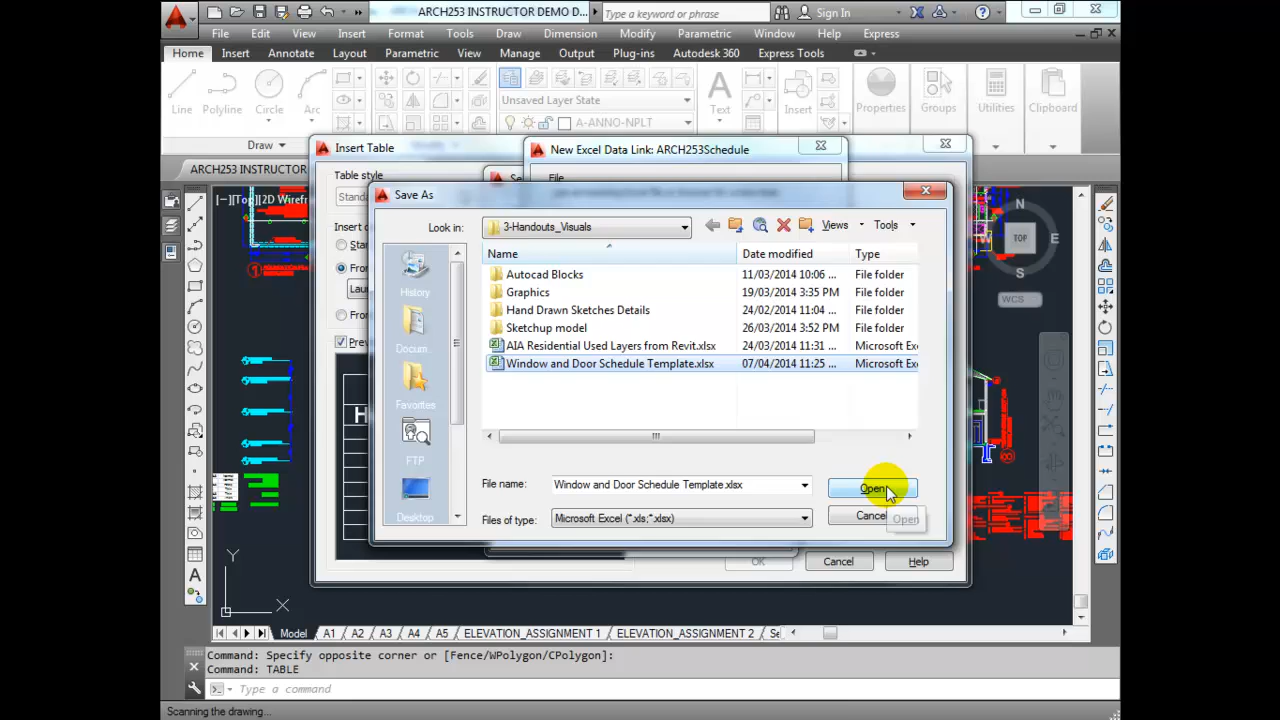 ARCH253 INSTRUCTOR DEMO D...
Type a keyword or phrase
Sign In
File Edit View Insert Format Tools Draw Dimension Modify Parametric Window Help Express
Home Insert Annotate Layout Parametric View Manage Output Plug-ins Autodesk 360 Express Tools
Line Polyline Circle Arc
Unsaved Layer State
A-ANNO-NPLT
Text Insert Properties Groups Utilities Clipboard
Draw
ARCH253 INSTRUCTOR
Insert Table
New Excel Data Link: ARCH253Schedule
Table style
File
Save As
[−][Top][2D Wirefr
Look in: 3-Handouts_Visuals Views Tools
Name Date modified Type
Autocad Blocks 11/03/2014 10:06 ... File folder
Graphics 19/03/2014 3:35 PM File folder
Hand Drawn Sketches Details 24/02/2014 11:04 ... File folder
Sketchup model 26/03/2014 3:52 PM File folder
AIA Residential Used Layers from Revit.xlsx 24/03/2014 11:31 ... Microsoft Exc
Window and Door Schedule Template.xlsx 07/04/2014 11:25 ... Microsoft Exc
History
Docum...
Favorites
FTP
Desktop
N
W TOP E
S
WCS
File name: Window and Door Schedule Template.xlsx Open
Files of type: Microsoft Excel (*.xls;*.xlsx) Cancel
Open
OK Cancel Help
Y
X
Model A1 A2 A3 A4 A5 ELEVATION_ASSIGNMENT 1 ELEVATION_ASSIGNMENT 2
Command: Specify opposite corner or [Fence/WPolygon/CPolygon]:
Command: TABLE
Type a command
Scanning the drawing...